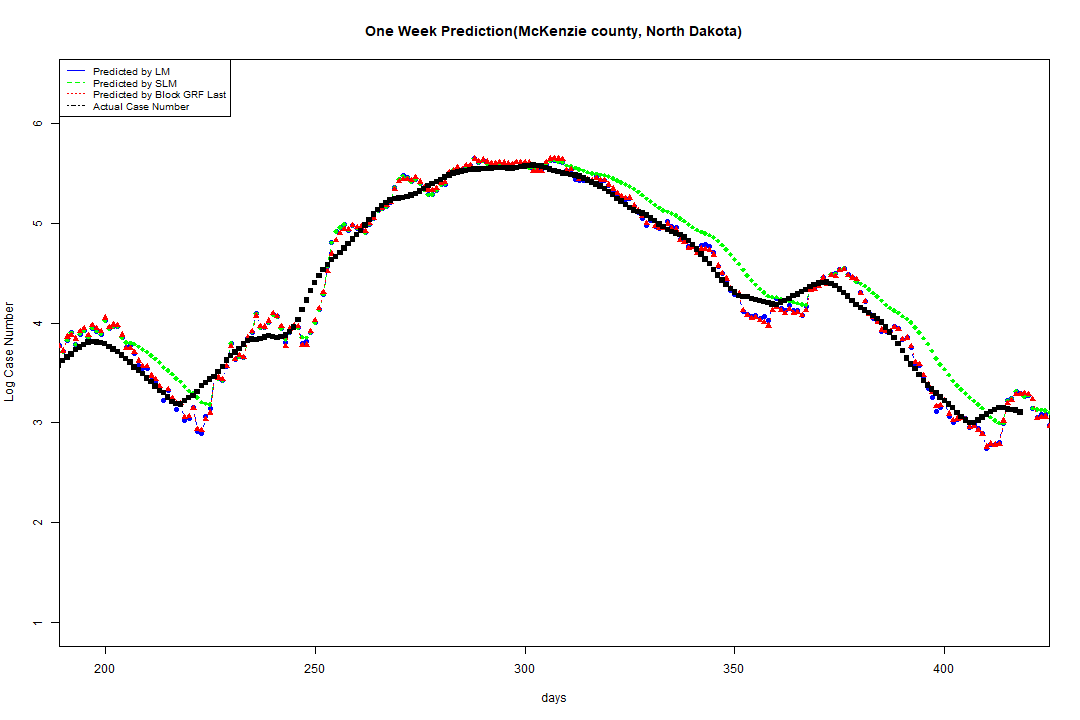 One Week Prediction(McKenzie county, North Dakota)
Predicted by LM
Predicted by SLM
Predicted by Block GRF Last
Actual Case Number
6
5
4
3
2
1
Log Case Number
200 250 300 350 400
days